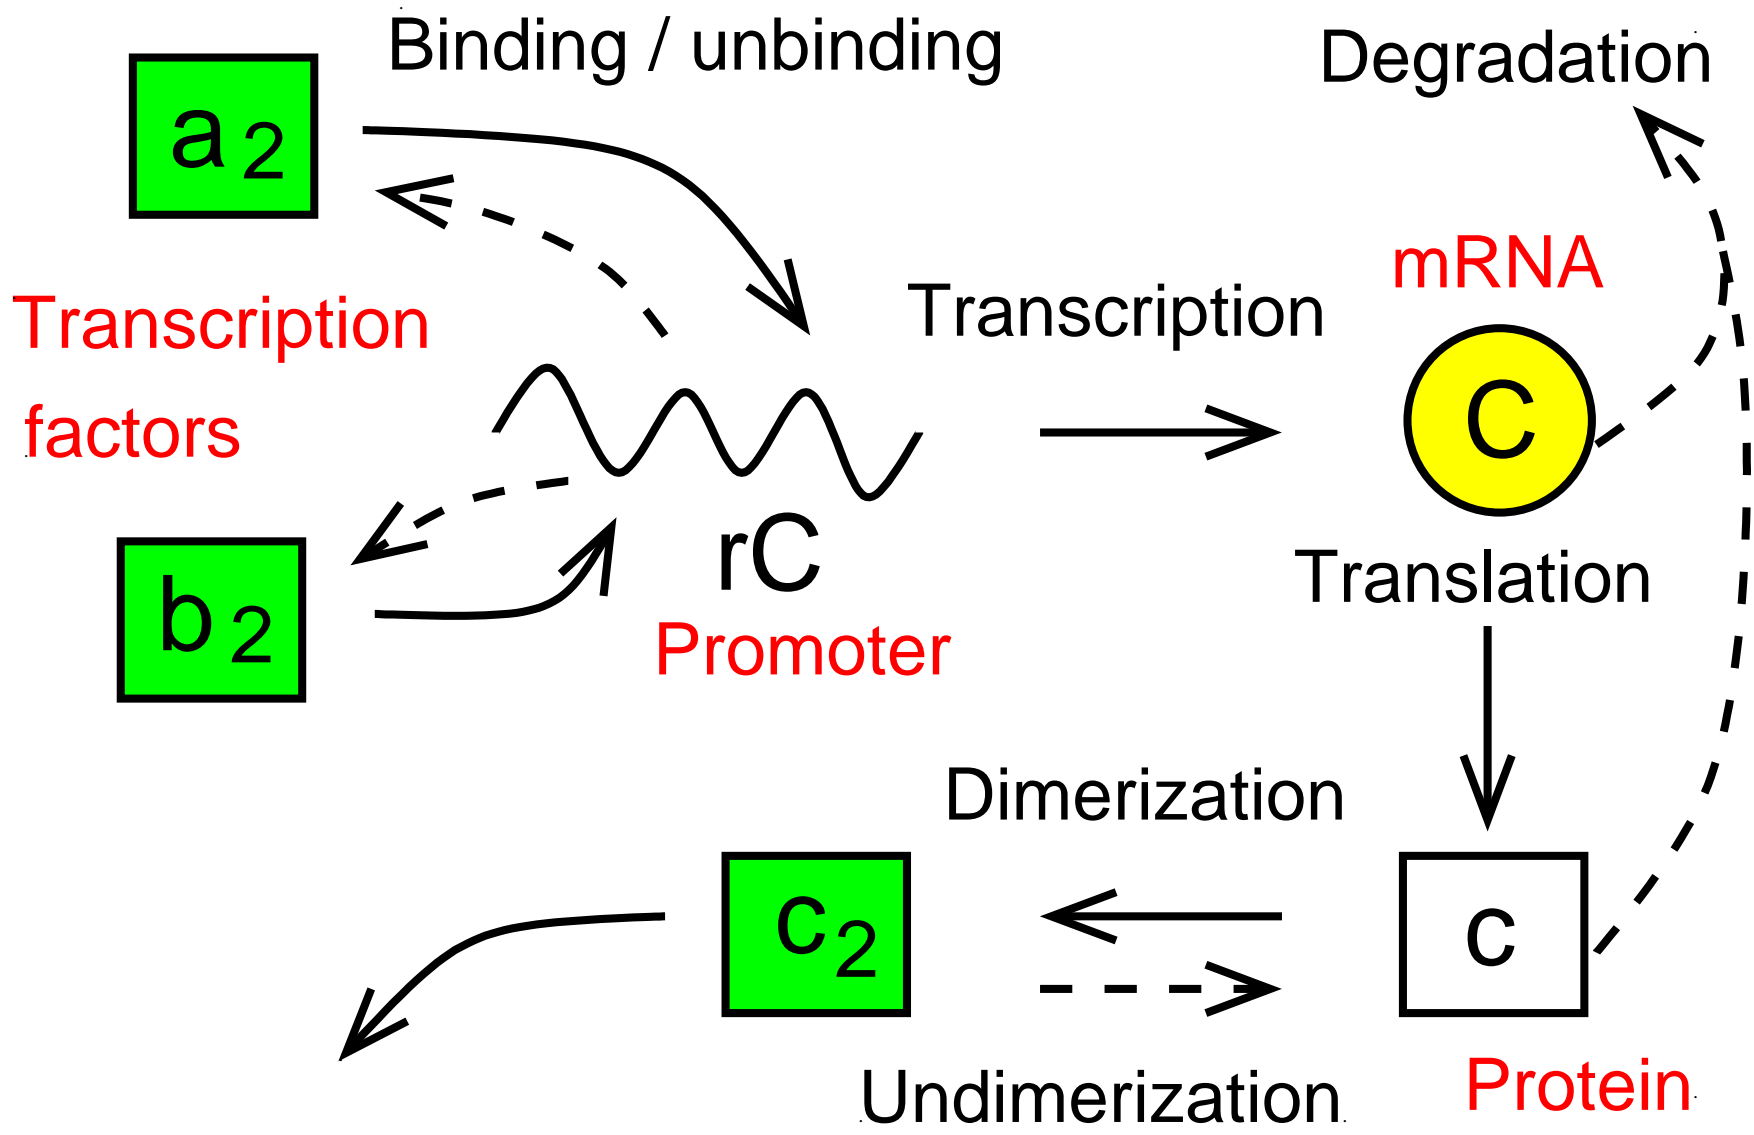 Binding / unbinding
Degradation
a2
mRNA
Transcription
factors
Transcription
C
rC
Promoter
b2
Translation
Dimerization
c2
c
Undimerization
Protein